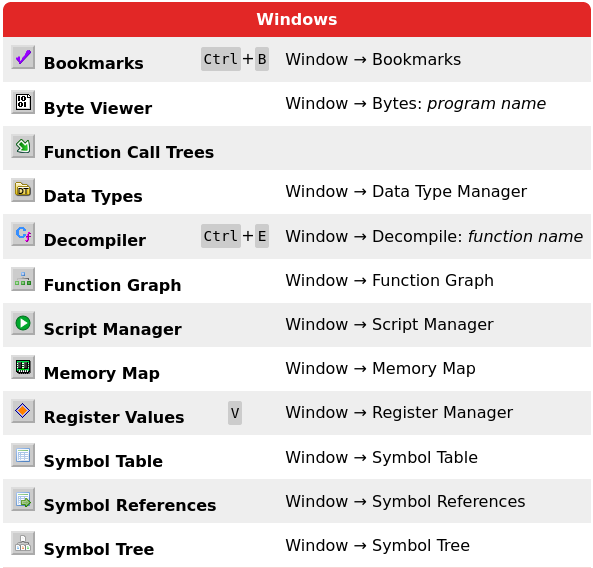 Windows
Bookmarks Ctrl+B Window → Bookmarks
Byte Viewer Window → Bytes: program name
Function Call Trees
Data Types Window → Data Type Manager
Decompiler Ctrl+E Window → Decompile: function name
Function Graph Window → Function Graph
Script Manager Window → Script Manager
Memory Map Window → Memory Map
Register Values V Window → Register Manager
Symbol Table Window → Symbol Table
Symbol References Window → Symbol References
Symbol Tree Window → Symbol Tree